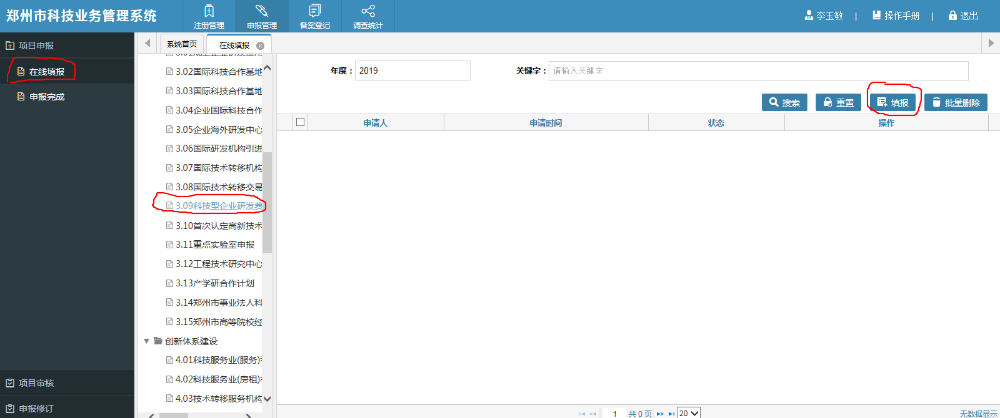 郑州市科技业务管理系统
注册管理
申报管理
备案登记
调查统计
李玉敏 | 操作手册 | 退出
项目申报
在线填报
申报完成
项目审核
申报修订
系统首页
在线填报
3.02国际科技合作基地
3.03国际科技合作基地
3.04企业国际科技合作
3.05企业海外研发中心
3.06国际研发机构引进
3.07国际技术转移机构
3.08国际技术转移交易
3.09科技型企业研发费
3.10首次认定高新技术
3.11重点实验室申报
3.12工程技术研究中心
3.13产学研合作计划
3.14郑州市事业法人科
3.15郑州市高等院校经
创新体系建设
4.01科技服务业(服务)
4.02科技服务业(房租)
4.03技术转移服务机构
年度： 2019
关键字： 请输入关键字
搜索
重置
填报
批量删除
申请人
申请时间
状态
操作
1 共 0 页 20
无数据显示